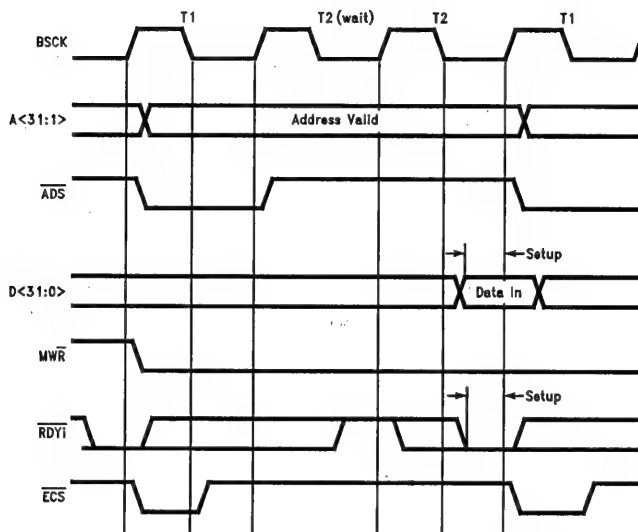 T1 T2 (wait) T2 T1
BSCK
A<31:1> Address Valid
ADS
Setup
D<31:0> Data In
MWR
Setup
RDYi
ECS